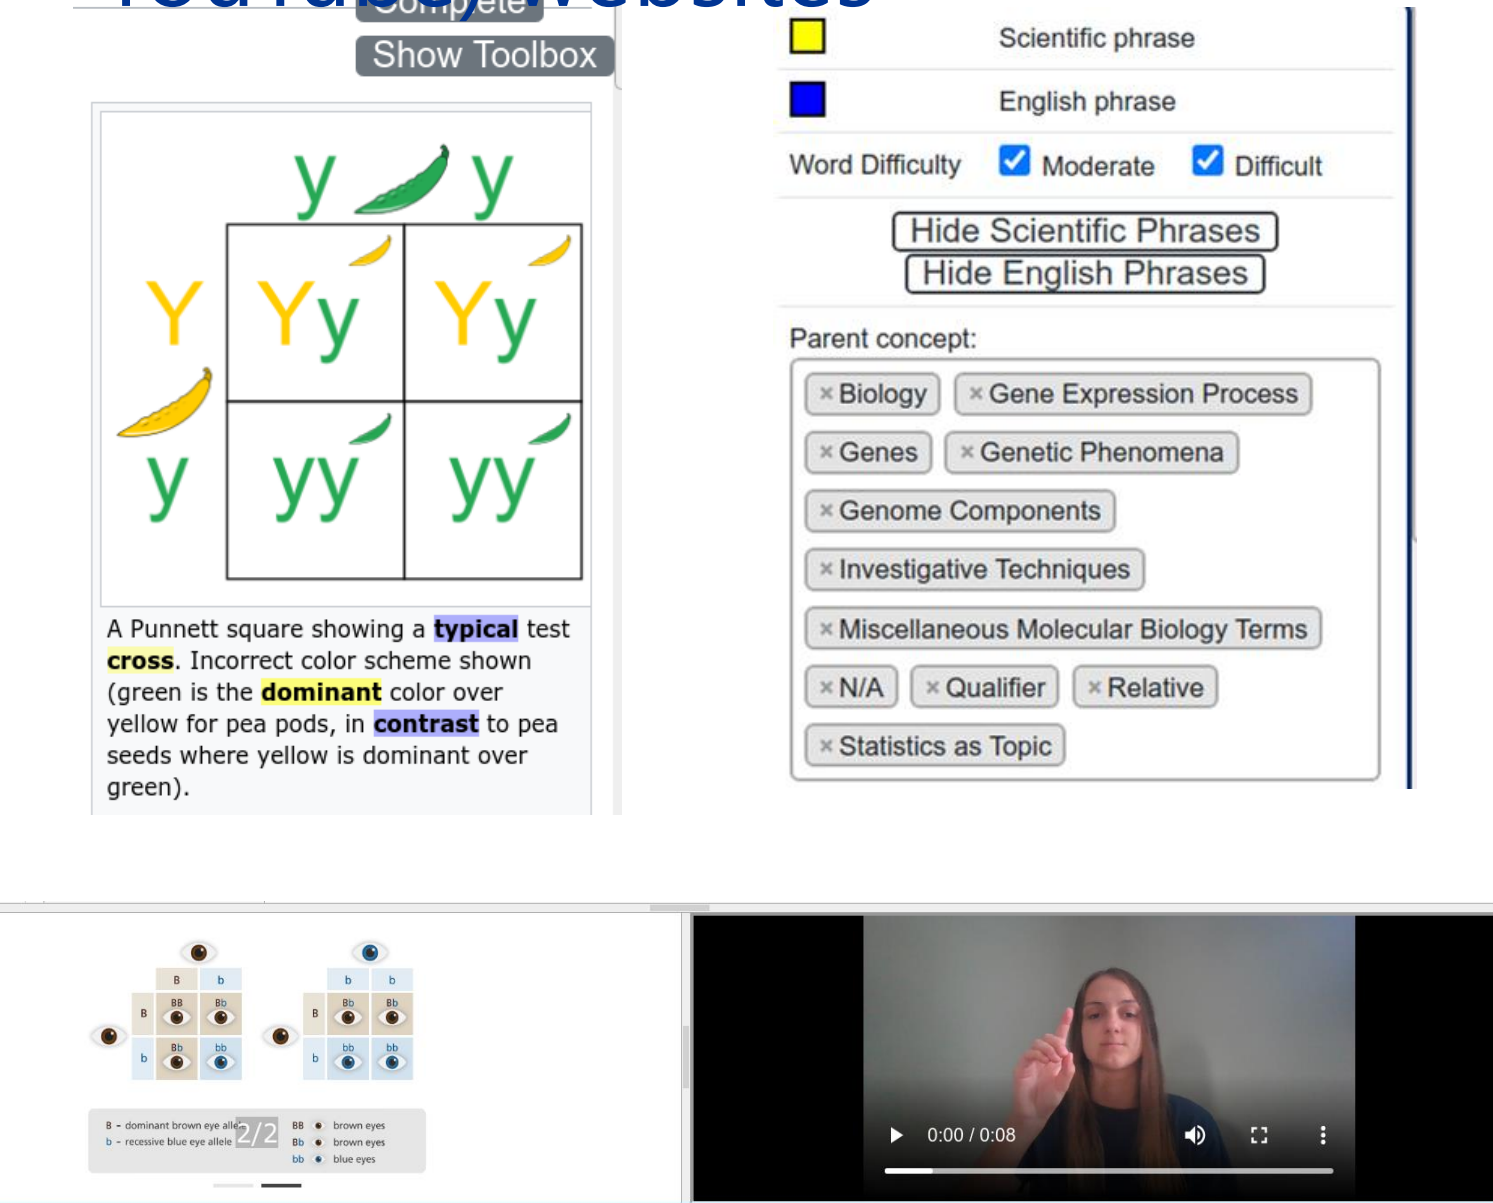 YouTube, websites
Complete
Show Toolbox
y y
Y Yy Yy
y yy yy
A Punnett square showing a typical test
cross. Incorrect color scheme shown
(green is the dominant color over
yellow for pea pods, in contrast to pea
seeds where yellow is dominant over
green).
Scientific phrase
English phrase
Word Difficulty Moderate Difficult
Hide Scientific Phrases
Hide English Phrases
Parent concept:
× Biology × Gene Expression Process
× Genes × Genetic Phenomena
× Genome Components
× Investigative Techniques
× Miscellaneous Molecular Biology Terms
× N/A × Qualifier × Relative
× Statistics as Topic
B b
B BB Bb
b Bb bb
b b
B Bb Bb
b bb bb
B - dominant brown eye allele
b - recessive blue eye allele
2/2
BB brown eyes
Bb brown eyes
bb blue eyes
0:00 / 0:08